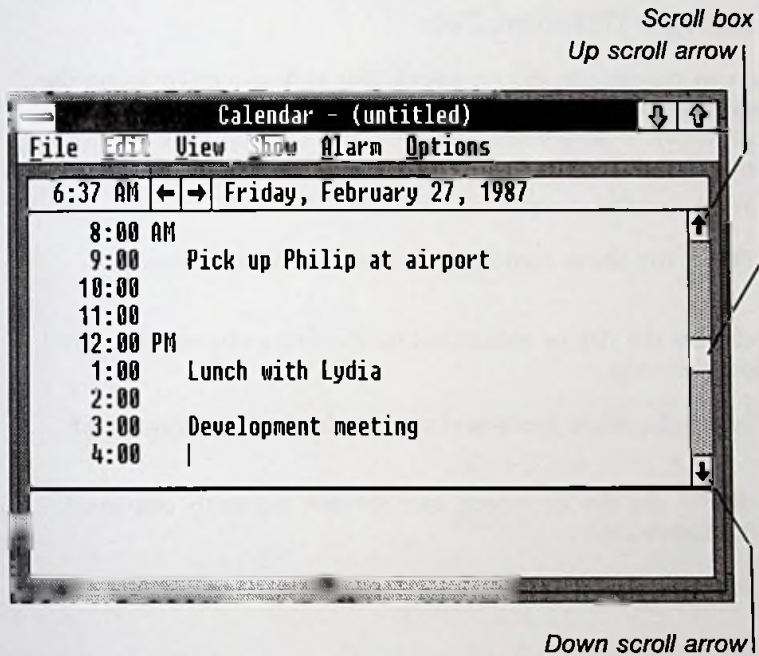 Scroll box
Up scroll arrow
Calendar - (untitled)
File Edit View Show Alarm Options
6:37 AM ← → Friday, February 27, 1987
8:00 AM
9:00 Pick up Philip at airport
10:00
11:00
12:00 PM
1:00 Lunch with Lydia
2:00
3:00 Development meeting
4:00
Down scroll arrow